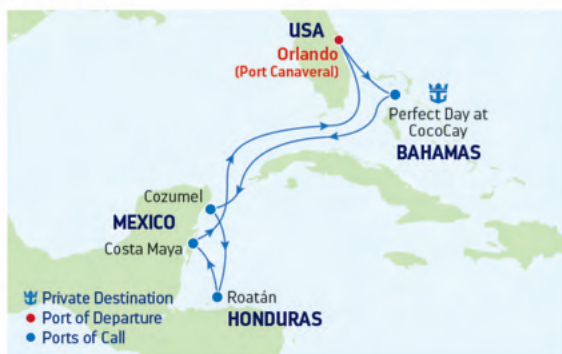 USA
Orlando
(Port Canaveral)
Perfect Day at
CocoCay
BAHAMAS
Cozumel
MEXICO
Costa Maya
Roatán
HONDURAS
Private Destination
Port of Departure
Ports of Call